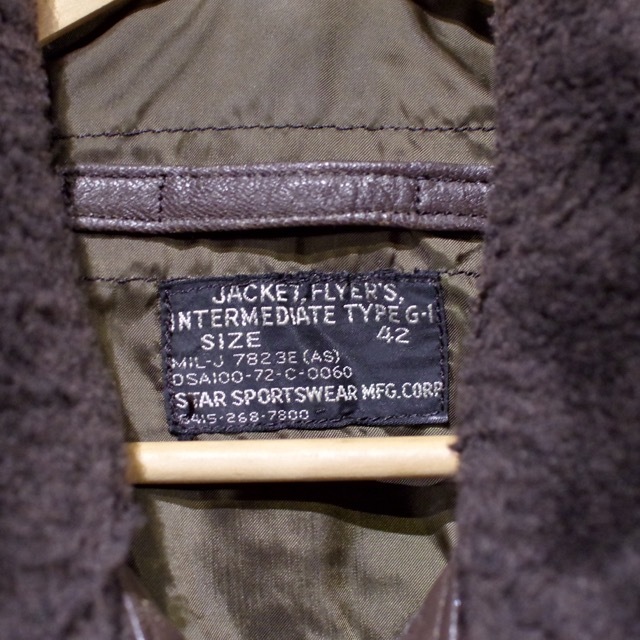 JACKET, FLYER'S,
INTERMEDIATE TYPE G-1
SIZE 42
MIL-J 7823E (AS)
DSA100-72-C-0060
STAR SPORTSWEAR MFG. CORP.
8415-268-7800